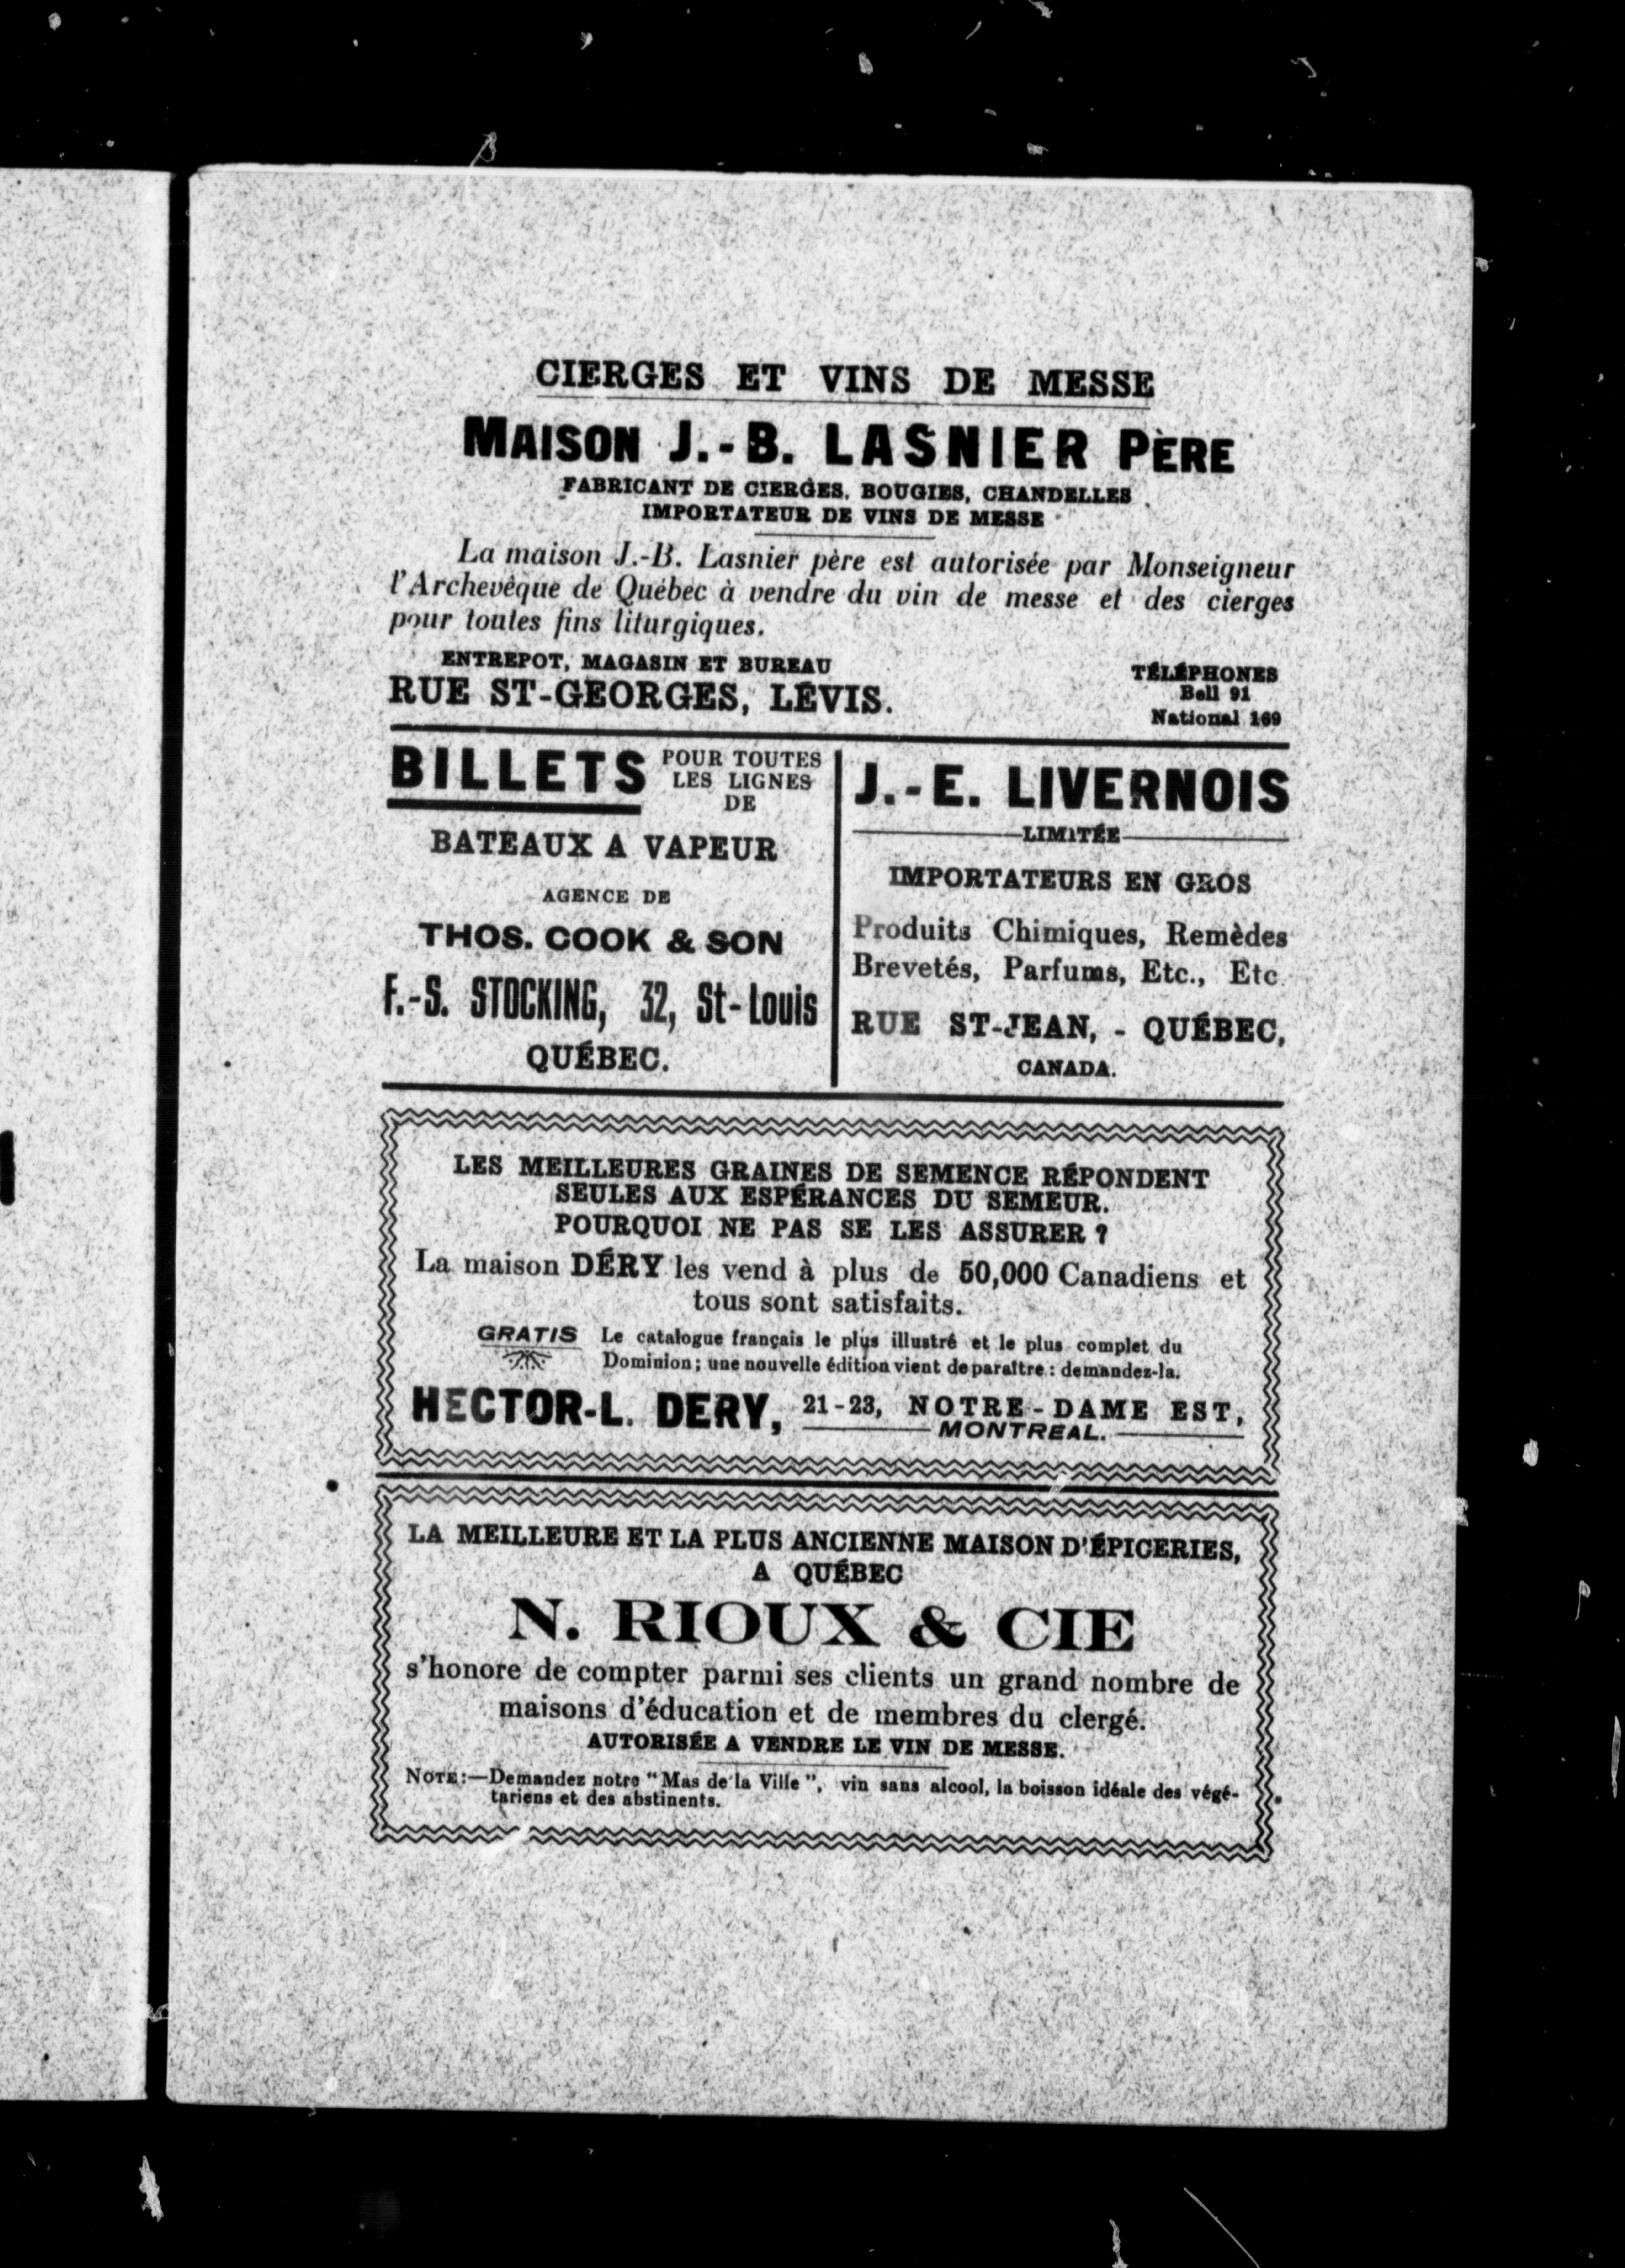 CIERGES ET VINS DE MESSE
MAISON J.-B. LASNIER PÈRE
FABRICANT DE CIERGES, BOUGIES, CHANDELLES
IMPORTATEUR DE VINS DE MESSE
La maison J.-B. Lasnier père est autorisée par Monseigneur
l'Archevêque de Québec à vendre du vin de messe et des cierges
pour toutes fins liturgiques.
ENTREPOT, MAGASIN ET BUREAU
RUE ST-GEORGES, LÉVIS.
TÉLÉPHONES
Bell 91
National 169
BILLETS POUR TOUTES
LES LIGNES
DE
BATEAUX A VAPEUR
AGENCE DE
THOS. COOK & SON
F.-S. STOCKING, 32, St-Louis
QUÉBEC.
J.-E. LIVERNOIS
LIMITÉE
IMPORTATEURS EN GROS
Produits Chimiques, Remèdes
Brevetés, Parfums, Etc., Etc
RUE ST-JEAN, - QUÉBEC,
CANADA.
LES MEILLEURES GRAINES DE SEMENCE RÉPONDENT
SEULES AUX ESPÉRANCES DU SEMEUR.
POURQUOI NE PAS SE LES ASSURER ?
La maison DÉRY les vend à plus de 50,000 Canadiens et
tous sont satisfaits.
GRATIS Le catalogue français le plus illustré et le plus complet du
Dominion; une nouvelle édition vient de paraître: demandez-la.
HECTOR-L. DERY, 21-23, NOTRE-DAME EST,
MONTREAL.
LA MEILLEURE ET LA PLUS ANCIENNE MAISON D'ÉPICERIES,
A QUÉBEC
N. RIOUX & CIE
s'honore de compter parmi ses clients un grand nombre de
maisons d'éducation et de membres du clergé.
AUTORISÉE A VENDRE LE VIN DE MESSE.
NOTE:—Demandez notre "Mas de la Ville", vin sans alcool, la boisson idéale des végé-
tariens et des abstinents.